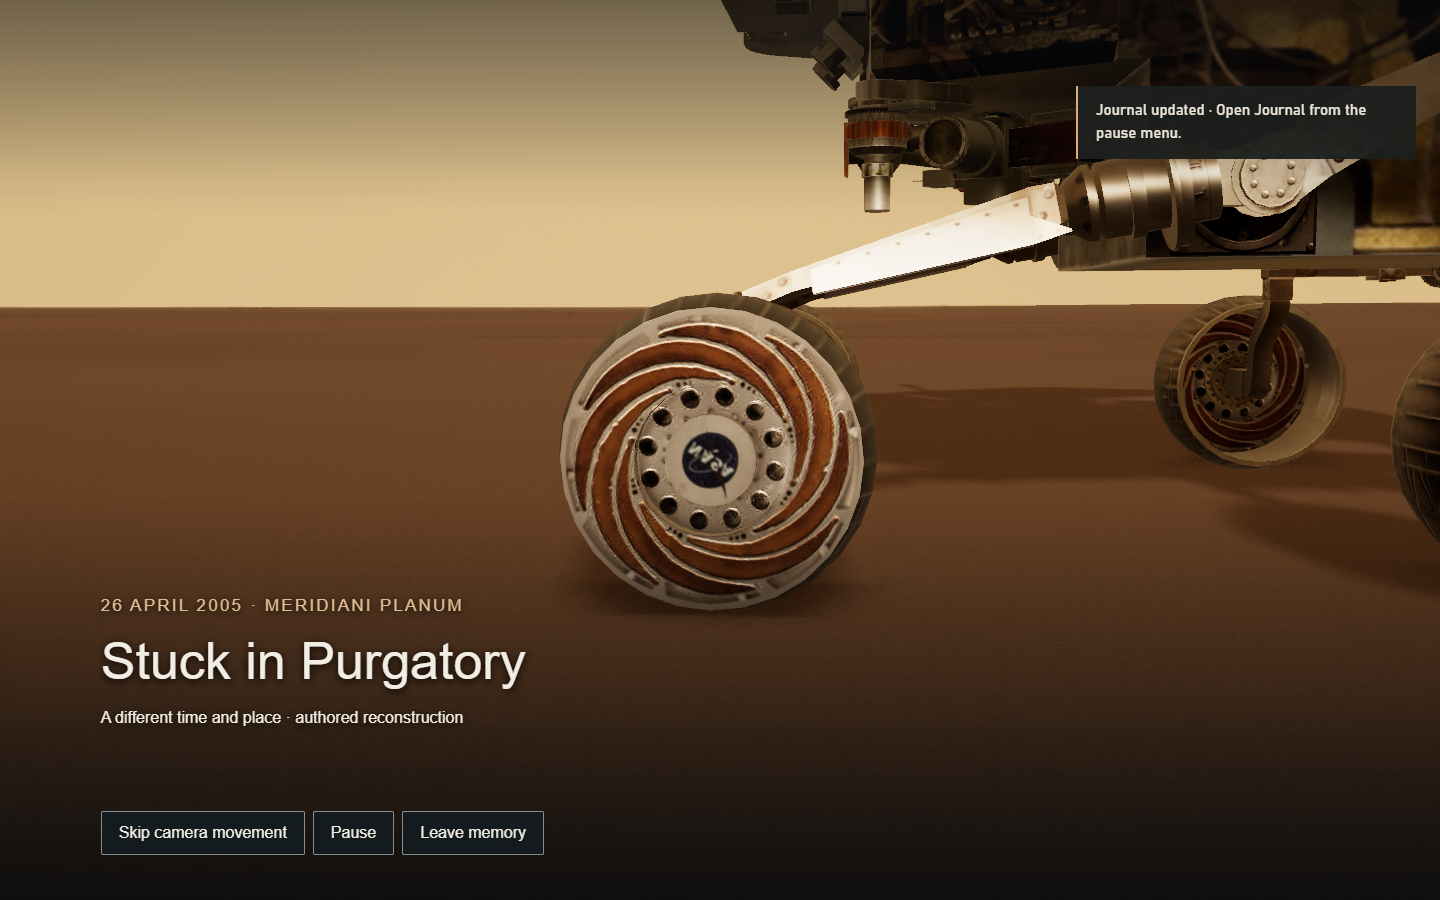 Journal updated · Open Journal from the
pause menu.
NASA
26 APRIL 2005 · MERIDIANI PLANUM
Stuck in Purgatory
A different time and place · authored reconstruction
Skip camera movement
Pause
Leave memory